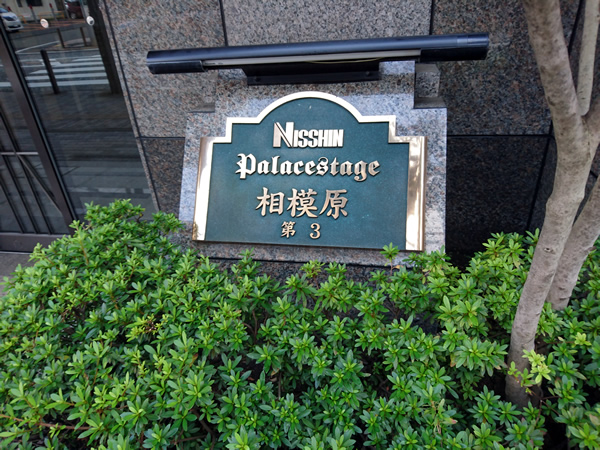 NISSHIN
Palacestage
相模原
第 3